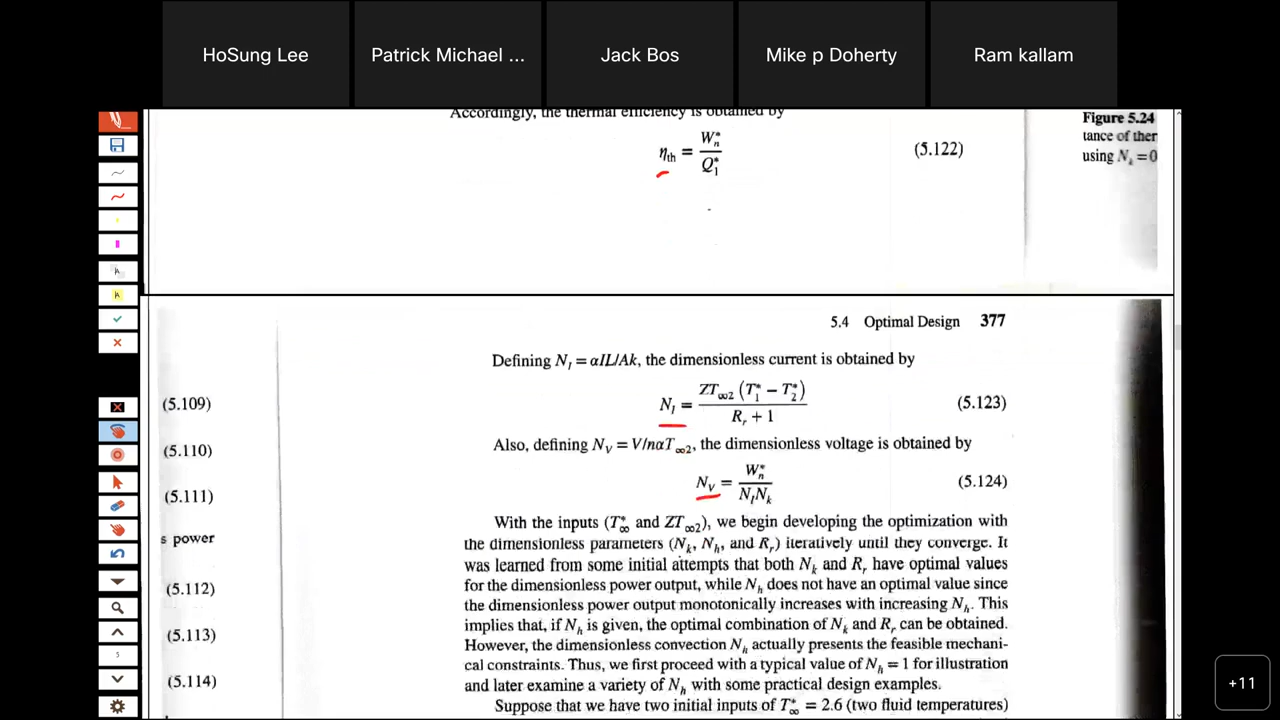 HoSung Lee
Patrick Michael ...
Jack Bos
Mike p Doherty
Ram kallam
Accordingly, the thermal efficiency is obtained by
η_th = W*_n / Q*_1 (5.122)
Figure 5.24
tance of ther
using N_k = 0
5.4 Optimal Design 377
Defining N_I = αIL/Ak, the dimensionless current is obtained by
N_I = ZT_∞2 (T*_1 − T*_2) / R_r + 1 (5.123)
Also, defining N_V = V/nαT_∞2, the dimensionless voltage is obtained by
N_V = W*_n / N_I N_k (5.124)
With the inputs (T*_∞ and ZT_∞2), we begin developing the optimization with
the dimensionless parameters (N_k, N_h, and R_r) iteratively until they converge. It
was learned from some initial attempts that both N_k and R_r have optimal values
for the dimensionless power output, while N_h does not have an optimal value since
the dimensionless power output monotonically increases with increasing N_h. This
implies that, if N_h is given, the optimal combination of N_k and R_r can be obtained.
However, the dimensionless convection N_h actually presents the feasible mechani-
cal constraints. Thus, we first proceed with a typical value of N_h = 1 for illustration
and later examine a variety of N_h with some practical design examples.
Suppose that we have two initial inputs of T*_∞ = 2.6 (two fluid temperatures)
(5.109)
(5.110)
(5.111)
s power
(5.112)
(5.113)
(5.114)
5
+11